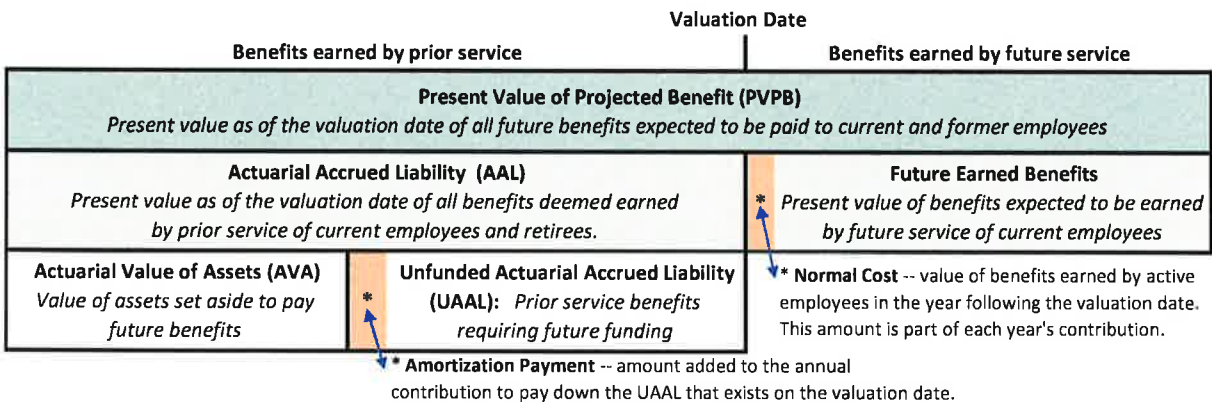 Valuation Date
Benefits earned by prior service
Benefits earned by future service
Present Value of Projected Benefit (PVPB)
Present value as of the valuation date of all future benefits expected to be paid to current and former employees
Actuarial Accrued Liability (AAL)
Present value as of the valuation date of all benefits deemed earned
by prior service of current employees and retirees.
*
Future Earned Benefits
Present value of benefits expected to be earned
by future service of current employees
Actuarial Value of Assets (AVA)
Value of assets set aside to pay
future benefits
*
Unfunded Actuarial Accrued Liability
(UAAL): Prior service benefits
requiring future funding
* Normal Cost -- value of benefits earned by active
employees in the year following the valuation date.
This amount is part of each year's contribution.
* Amortization Payment -- amount added to the annual
contribution to pay down the UAAL that exists on the valuation date.